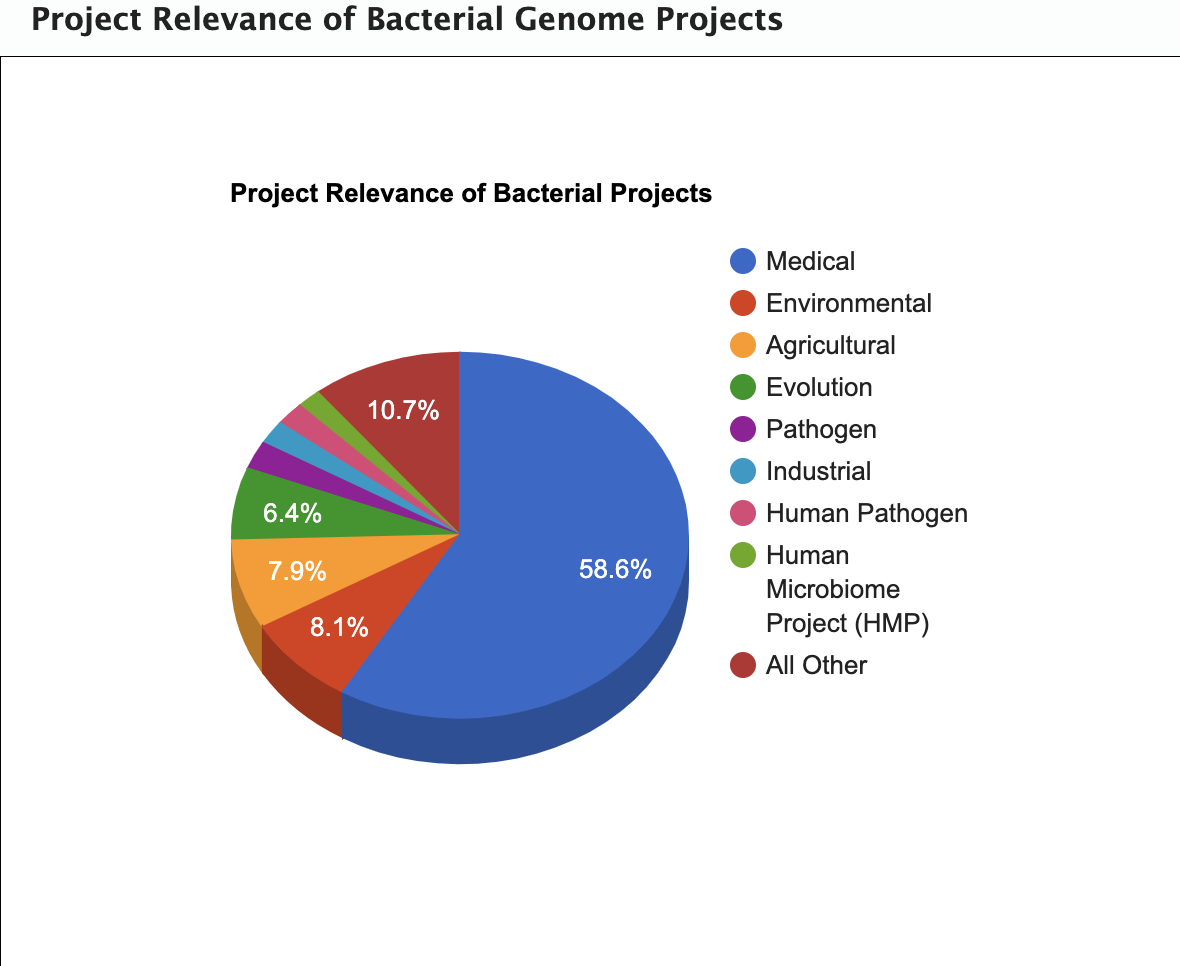 Project Relevance of Bacterial Genome Projects
Project Relevance of Bacterial Projects
Medical
Environmental
Agricultural
Evolution
Pathogen
Industrial
Human Pathogen
Human
Microbiome
Project (HMP)
All Other
10.7%
6.4%
7.9%
8.1%
58.6%